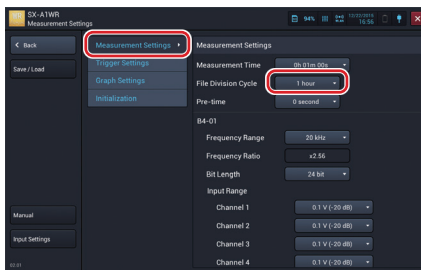 SX-A1WR
Measurement Settings
94%
12/22/2015
16:56
Back
Save / Load
Manual
Input Settings
Measurement Settings
Trigger Settings
Graph Settings
Initialization
Measurement Settings
Measurement Time 0h 01m 00s
File Division Cycle 1 hour
Pre-time 0 second
B4-01
Frequency Range 20 kHz
Frequency Ratio x2.56
Bit Length 24 bit
Input Range
Channel 1 0.1 V (-20 dB)
Channel 2 0.1 V (-20 dB)
Channel 3 0.1 V (-20 dB)
Channel 4 0.1 V (-20 dB)